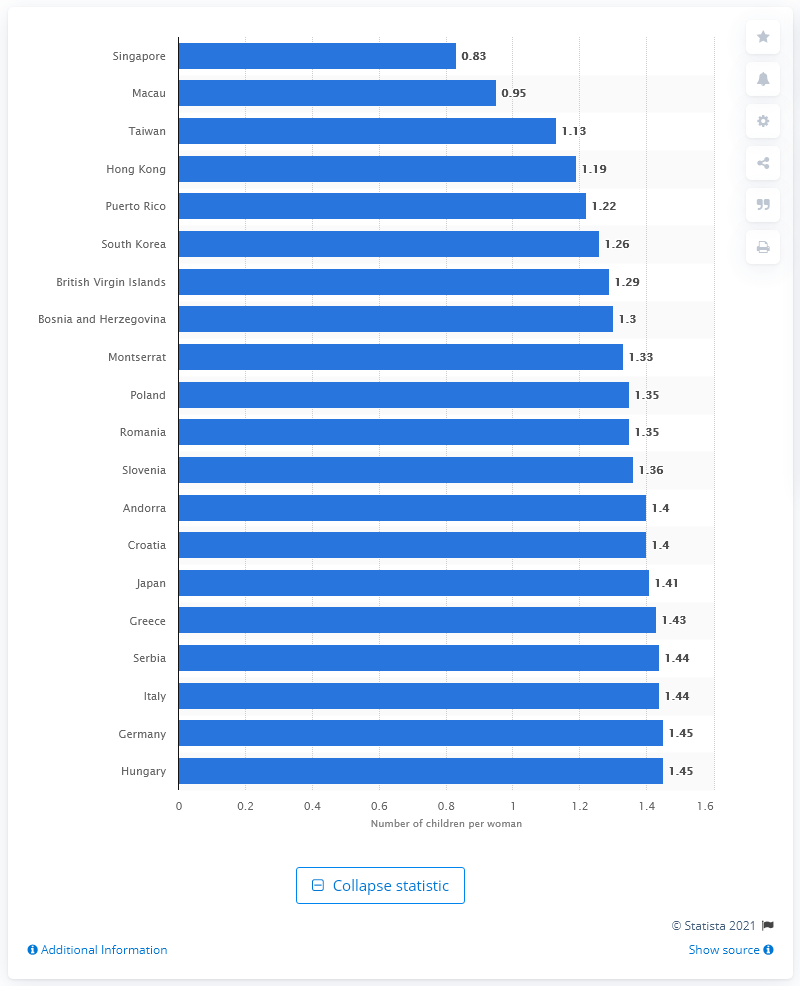 Singapore 0.83
Macau 0.95
Taiwan 1.13
Hong Kong 1.19
Puerto Rico 1.22
South Korea 1.26
British Virgin Islands 1.29
Bosnia and Herzegovina 1.3
Montserrat 1.33
Poland 1.35
Romania 1.35
Slovenia 1.36
Andorra 1.4
Croatia 1.4
Japan 1.41
Greece 1.43
Serbia 1.44
Italy 1.44
Germany 1.45
Hungary 1.45
0 0.2 0.4 0.6 0.8 1 1.2 1.4 1.6
Number of children per woman
Collapse statistic
© Statista 2021
Additional Information Show source